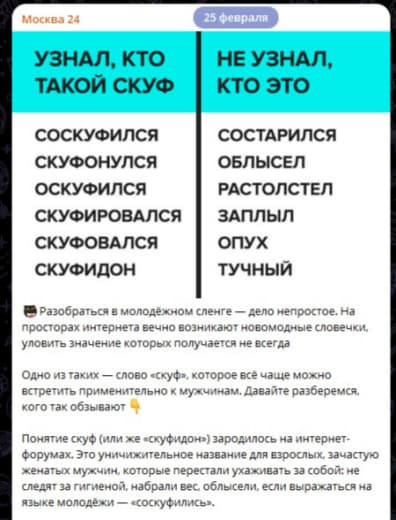 Москва 24
25 февраля
УЗНАЛ, КТО
ТАКОЙ СКУФ
НЕ УЗНАЛ,
КТО ЭТО
СОСКУФИЛСЯ
СКУФОНУЛСЯ
ОСКУФИЛСЯ
СКУФИРОВАЛСЯ
СКУФОВАЛСЯ
СКУФИДОН
СОСТАРИЛСЯ
ОБЛЫСЕЛ
РАСТОЛСТЕЛ
ЗАПЛЫЛ
ОПУХ
ТУЧНЫЙ
Разобраться в молодёжном сленге — дело непростое. На
просторах интернета вечно возникают новомодные словечки,
уловить значение которых получается не всегда
Одно из таких — слово «скуф», которое всё чаще можно
встретить применительно к мужчинам. Давайте разберемся,
кого так обзывают 👇
Понятие скуф (или же «скуфидон») зародилось на интернет-
форумах. Это уничижительное название для взрослых, зачастую
женатых мужчин, которые перестали ухаживать за собой: не
следят за гигиеной, набрали вес, облысели, если выражаться на
языке молодёжи — «соскуфились».